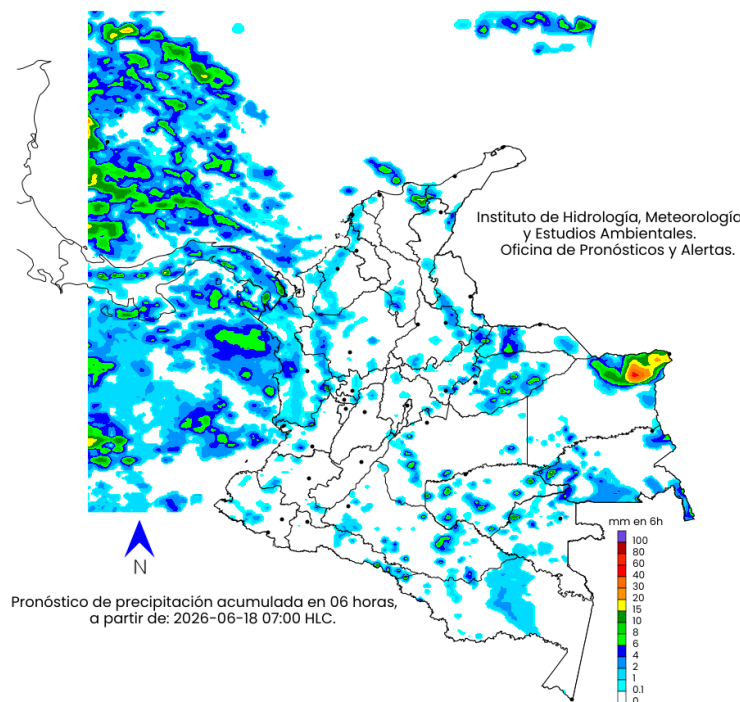 Instituto de Hidrología, Meteorología
y Estudios Ambientales.
Oficina de Pronósticos y Alertas.
N
mm en 6h
100
80
60
40
30
20
15
10
8
6
4
2
1
0.1
0
Pronóstico de precipitación acumulada en 06 horas,
a partir de: 2026-06-18 07:00 HLC.